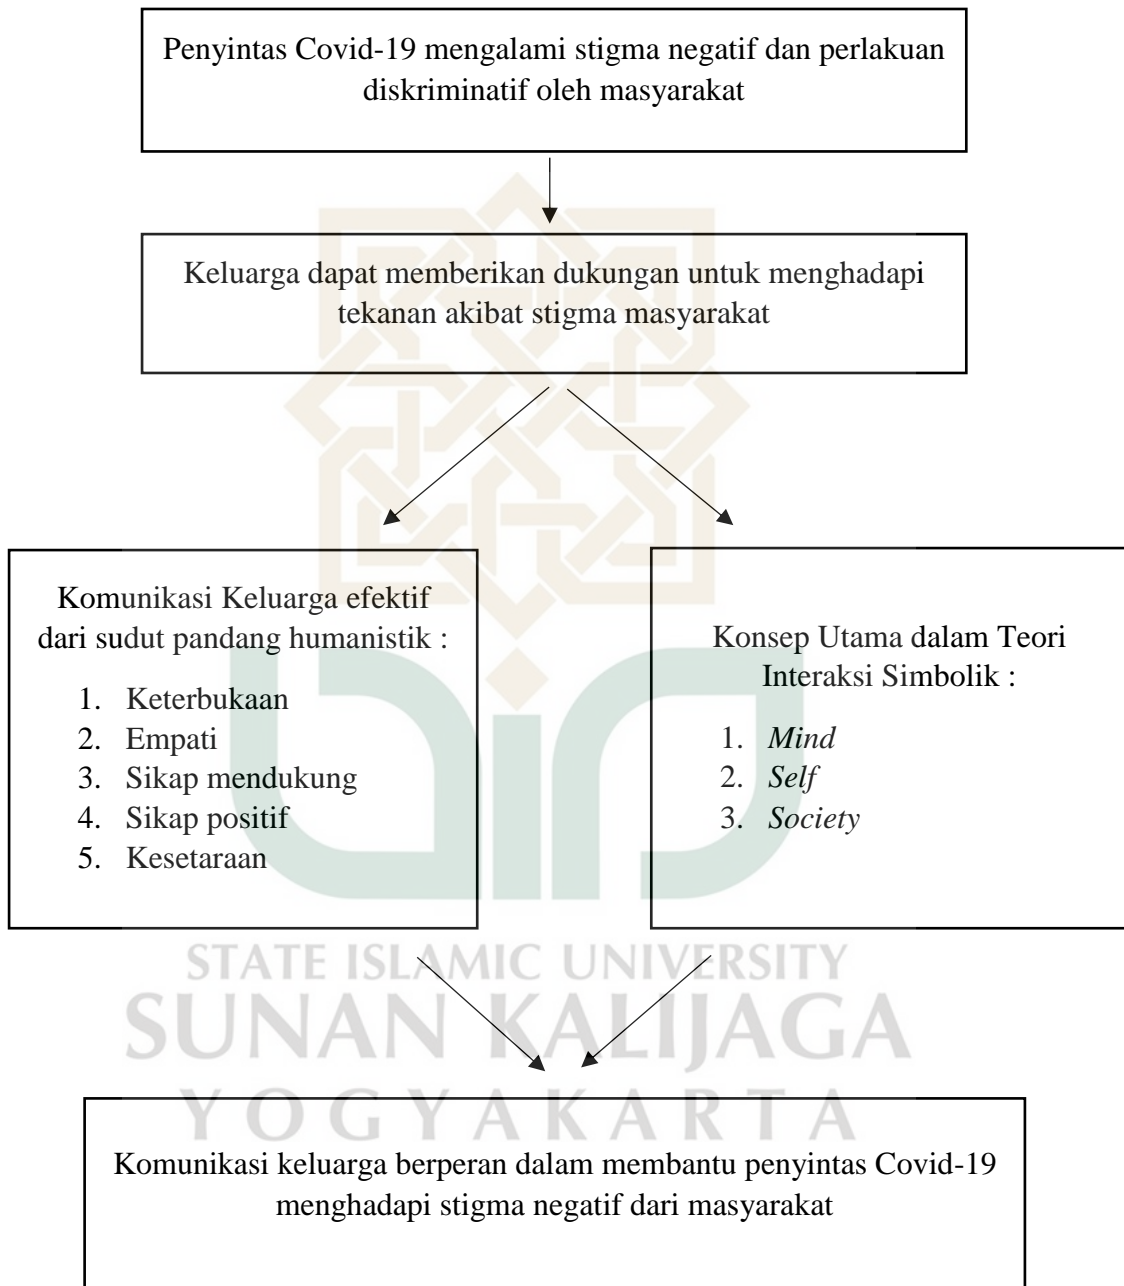 Penyintas Covid-19 mengalami stigma negatif dan perlakuan
diskriminatif oleh masyarakat
Keluarga dapat memberikan dukungan untuk menghadapi
tekanan akibat stigma masyarakat
Komunikasi Keluarga efektif
dari sudut pandang humanistik :
1. Keterbukaan
2. Empati
3. Sikap mendukung
4. Sikap positif
5. Kesetaraan
Konsep Utama dalam Teori
Interaksi Simbolik :
1. Mind
2. Self
3. Society
STATE ISLAMIC UNIVERSITY
SUNAN KALIJAGA
YOGYAKARTA
Komunikasi keluarga berperan dalam membantu penyintas Covid-19
menghadapi stigma negatif dari masyarakat